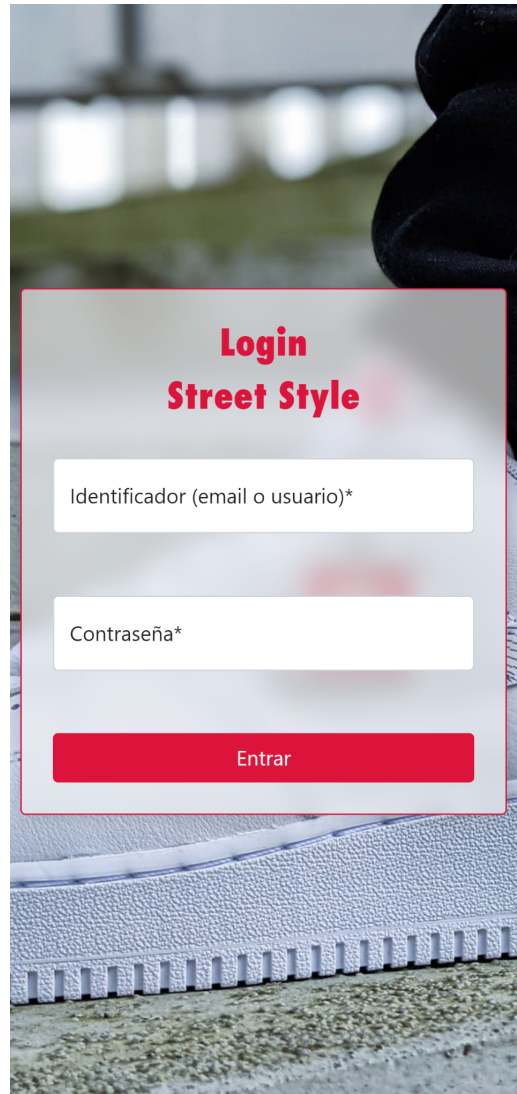 Login
Street Style
Identificador (email o usuario)*
Contraseña*
Entrar